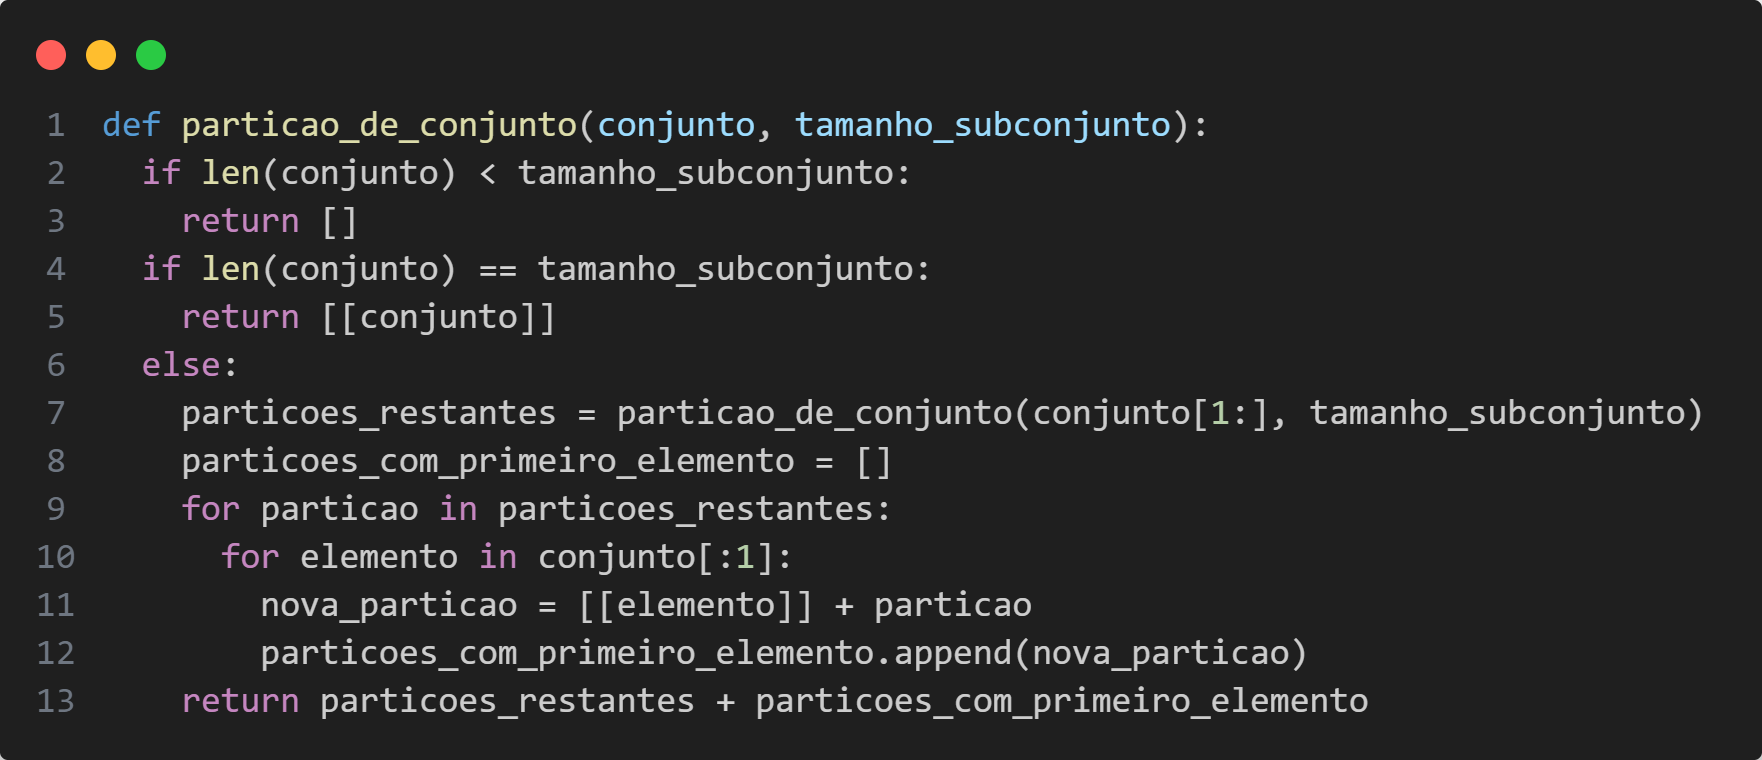 1 def particao_de_conjunto(conjunto, tamanho_subconjunto):
2   if len(conjunto) < tamanho_subconjunto:
3     return []
4   if len(conjunto) == tamanho_subconjunto:
5     return [[conjunto]]
6   else:
7     particoes_restantes = particao_de_conjunto(conjunto[1:], tamanho_subconjunto)
8     particoes_com_primeiro_elemento = []
9     for particao in particoes_restantes:
10       for elemento in conjunto[:1]:
11         nova_particao = [[elemento]] + particao
12         particoes_com_primeiro_elemento.append(nova_particao)
13     return particoes_restantes + particoes_com_primeiro_elemento